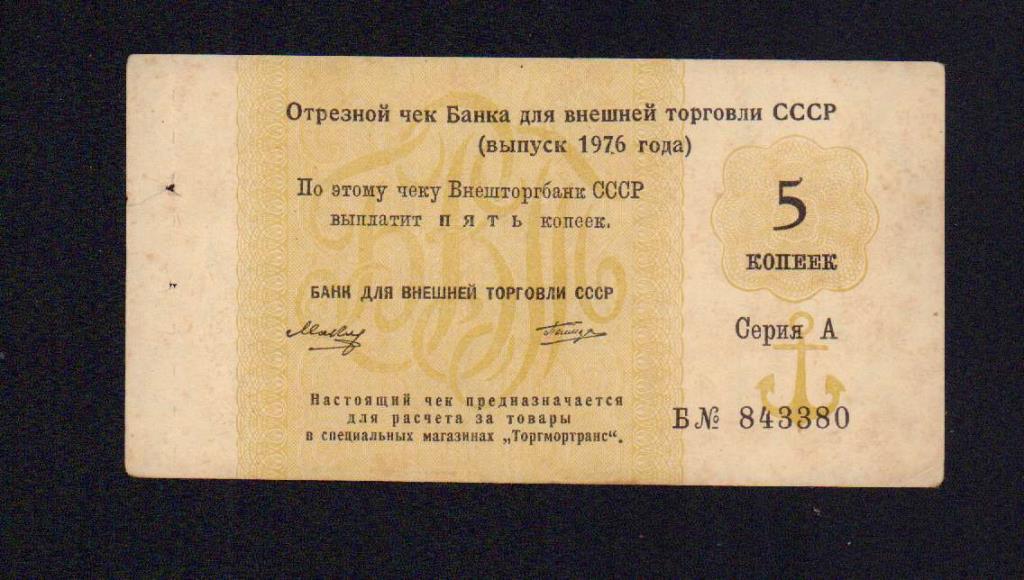 Отрезной чек Банка для внешней торговли СССР
(выпуск 1976 года)
По этому чеку Внешторгбанк СССР
выплатит пять копеек.
БАНК ДЛЯ ВНЕШНЕЙ ТОРГОВЛИ СССР
Настоящий чек предназначается
для расчета за товары
в специальных магазинах „Торгмортранс“.
5
КОПЕЕК
Серия А
Б№ 843380